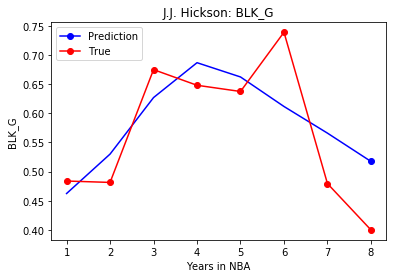 J.J. Hickson: BLK_G
Prediction
True
BLK_G
0.75
0.70
0.65
0.60
0.55
0.50
0.45
0.40
1 2 3 4 5 6 7 8
Years in NBA